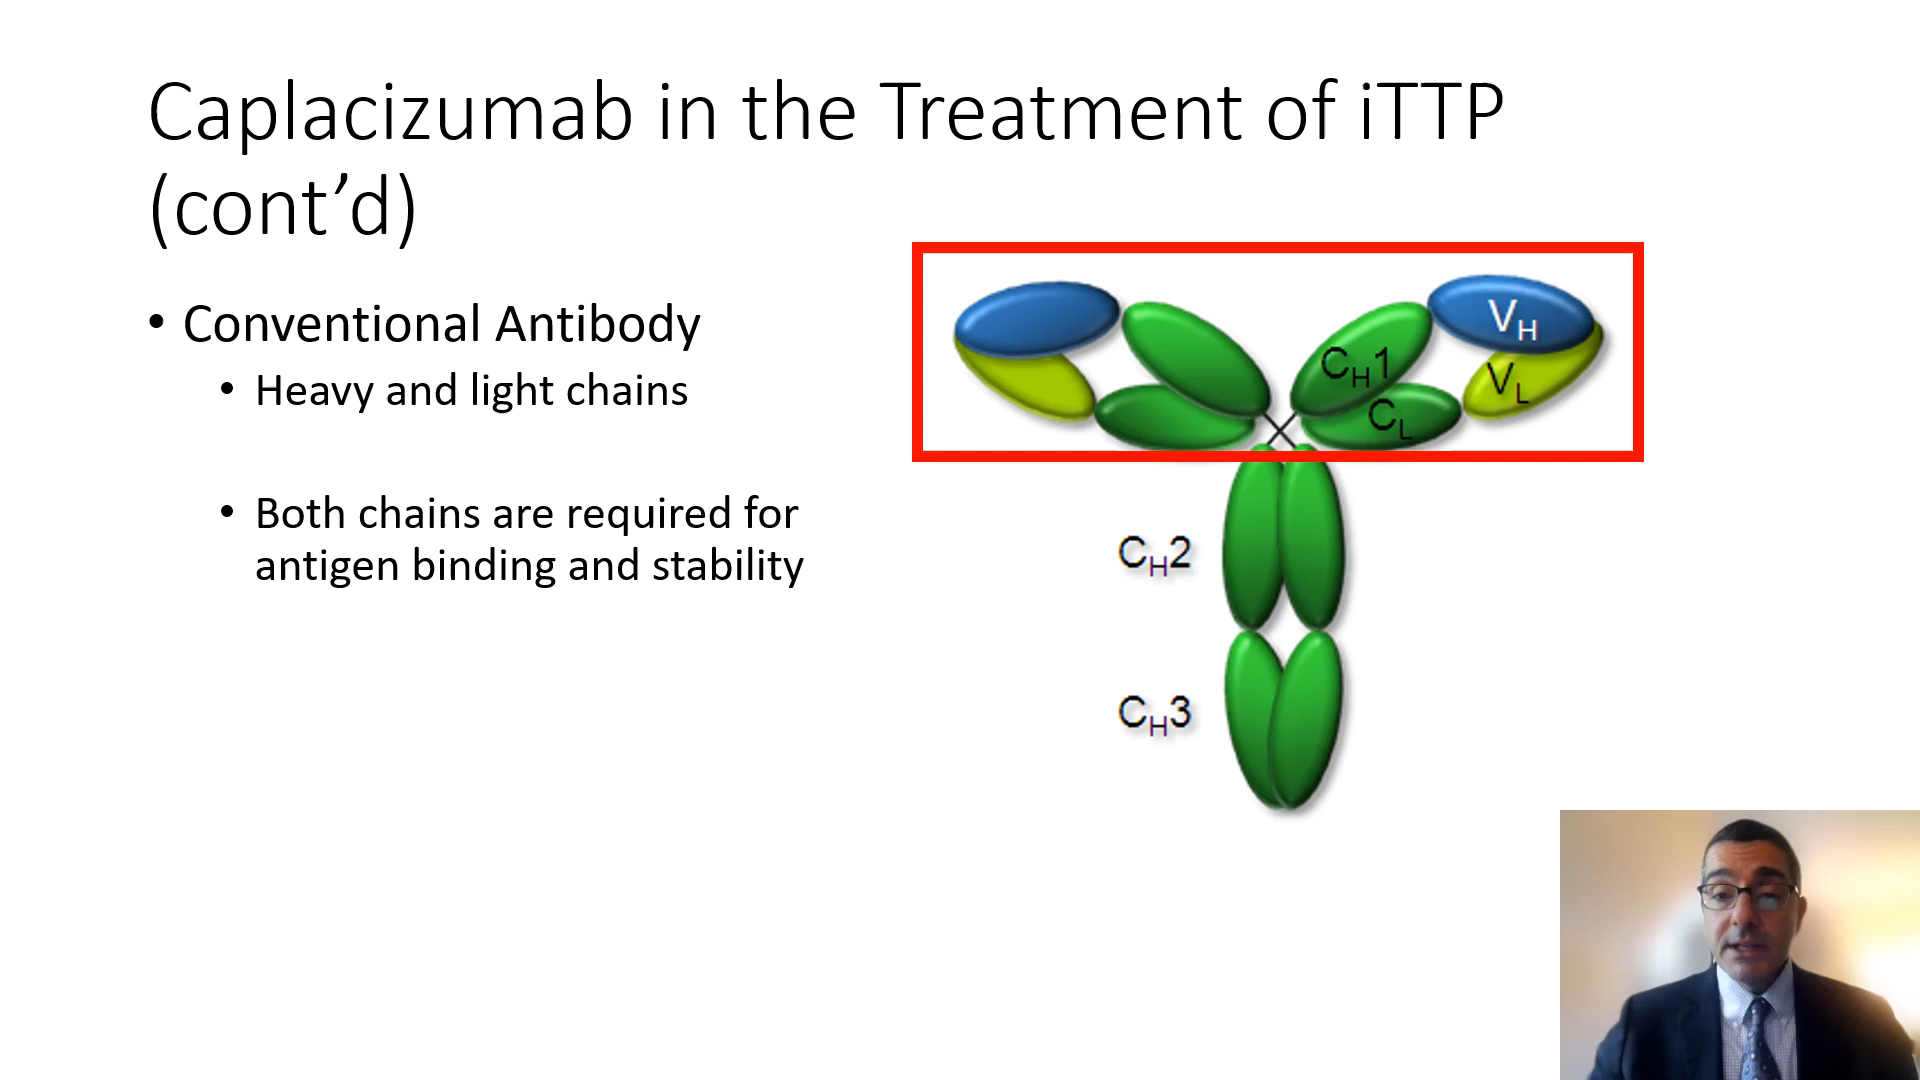 Caplacizumab in the Treatment of iTTP
(cont’d)
• Conventional Antibody
• Heavy and light chains
• Both chains are required for
antigen binding and stability
VH
CH1
VL
CL
CH2
CH3